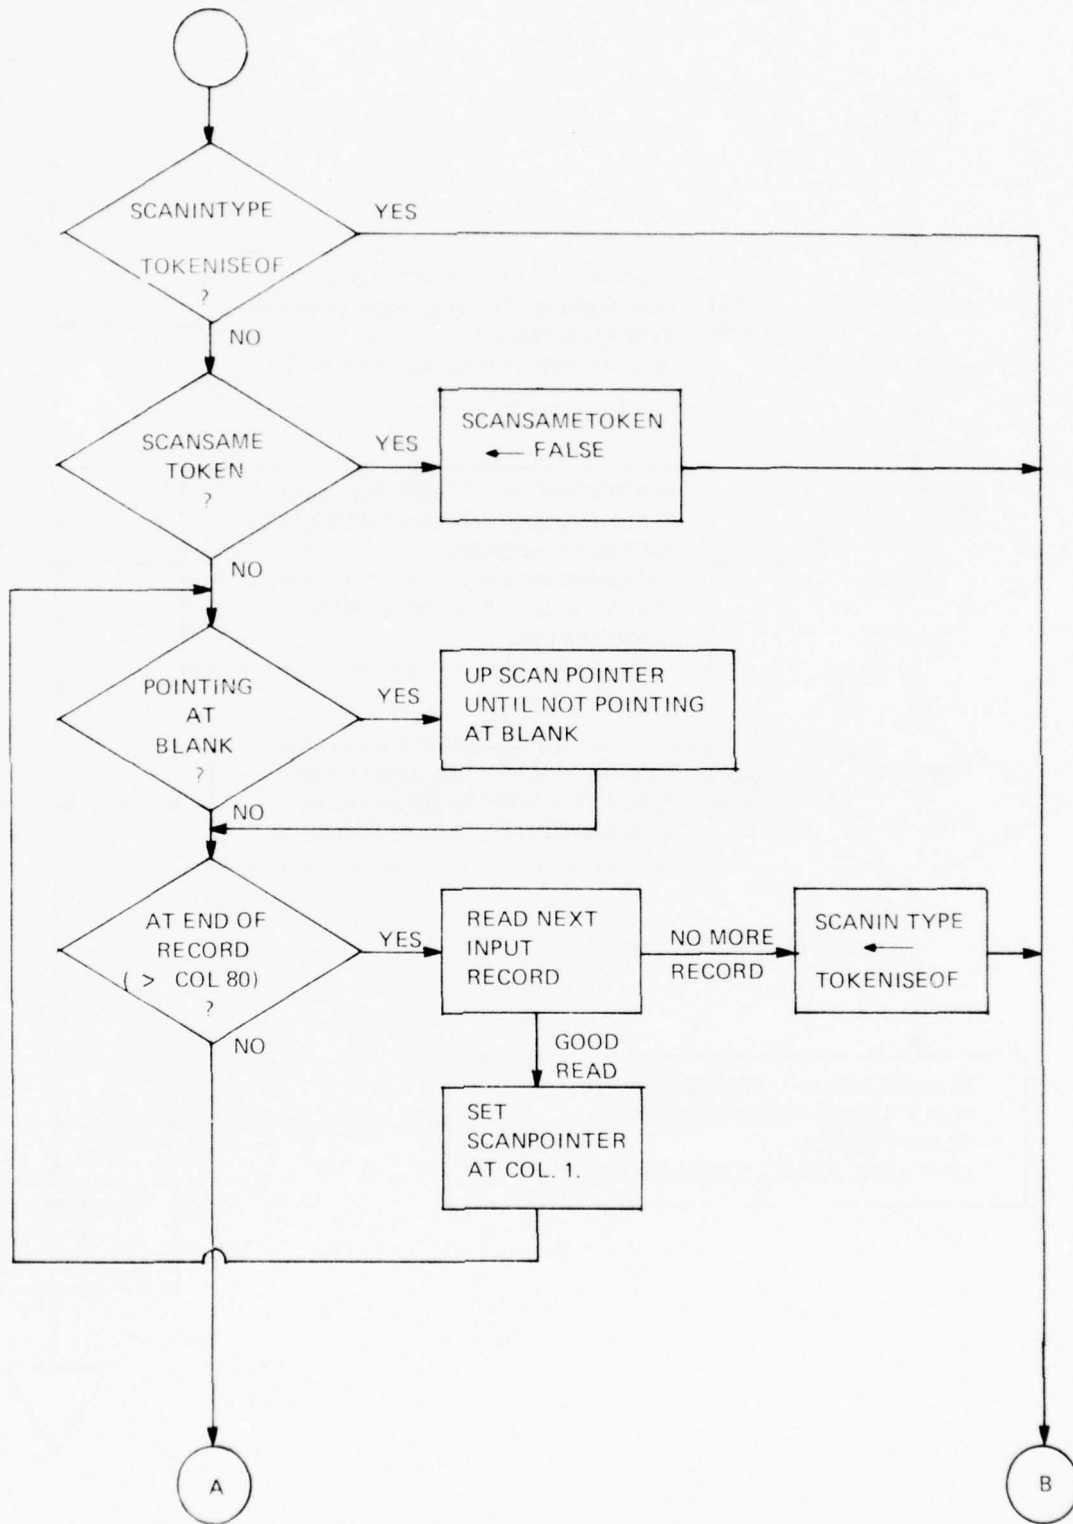 SCANINTYPE
TOKENISEOF
?
YES
NO
SCANSAME
TOKEN
?
YES
SCANSAMETOKEN
← FALSE
NO
POINTING
AT
BLANK
?
YES
UP SCAN POINTER
UNTIL NOT POINTING
AT BLANK
NO
AT END OF
RECORD
( > COL 80)
?
YES
READ NEXT
INPUT
RECORD
NO MORE
RECORD
SCANIN TYPE
←
TOKENISEOF
NO
GOOD
READ
SET
SCANPOINTER
AT COL. 1.
A
B